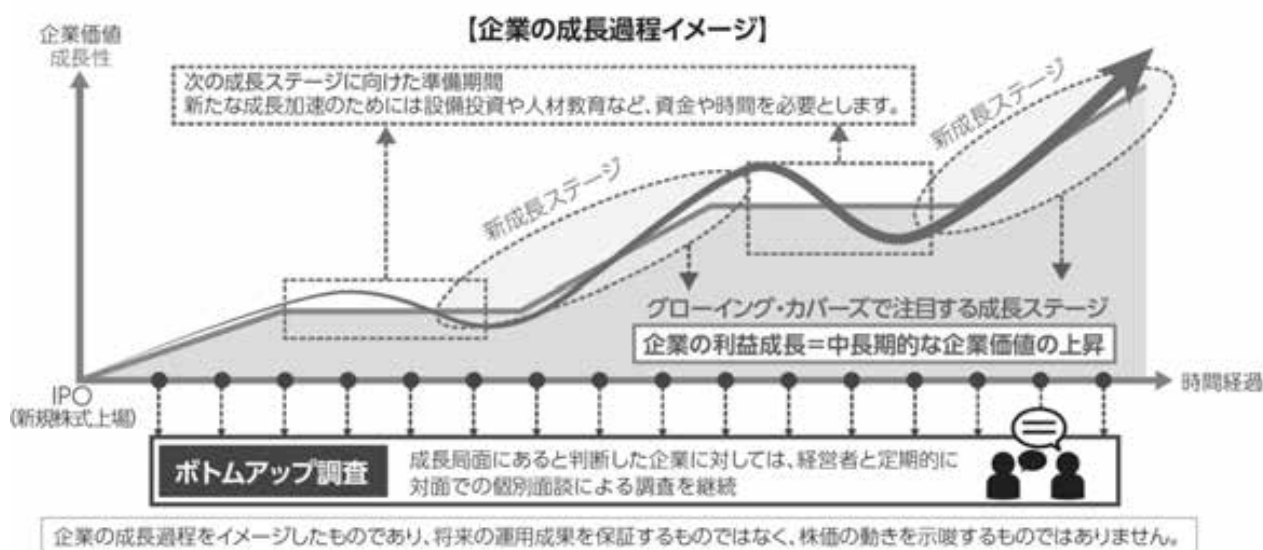 【企業の成長過程イメージ】
企業価値
成長性
次の成長ステージに向けた準備期間
新たな成長加速のためには設備投資や人材教育など、資金や時間を必要とします。
新成長ステージ
新成長ステージ
グローイング・カバーズで注目する成長ステージ
企業の利益成長＝中長期的な企業価値の上昇
IPO
(新規株式上場)
時間経過
ボトムアップ調査
成長局面にあると判断した企業に対しては、経営者と定期的に
対面での個別面談による調査を継続
企業の成長過程をイメージしたものであり、将来の運用成果を保証するものではなく、株価の動きを示唆するものではありません。